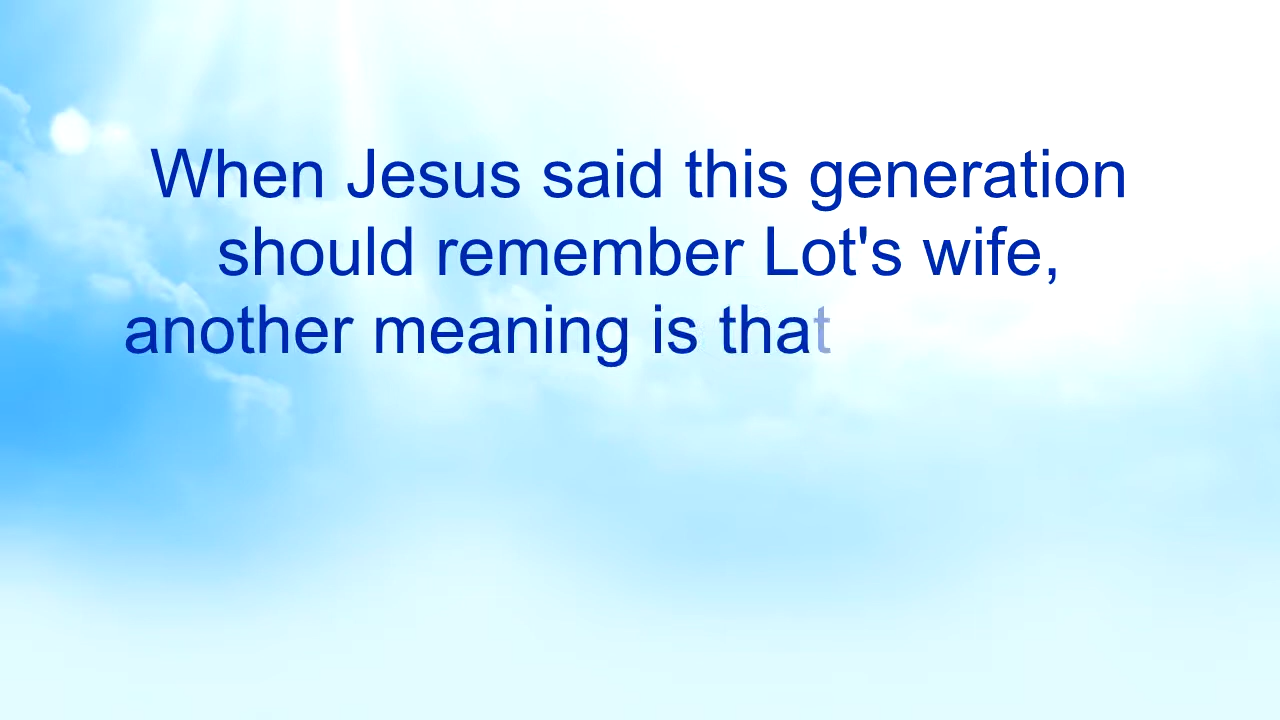 When Jesus said this generation
should remember Lot's wife,
another meaning is that